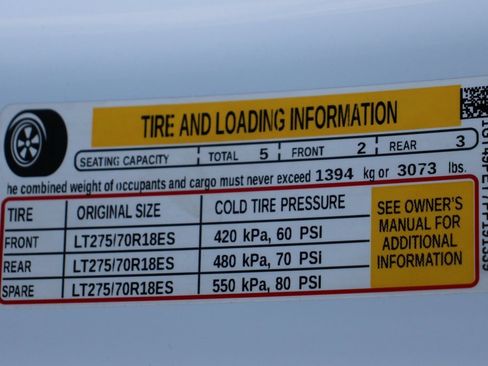 TIRE AND LOADING INFORMATION
SEATING CAPACITY TOTAL 5 FRONT 2 REAR 3
he combined weight of occupants and cargo must never exceed 1394 kg or 3073 lbs.
TIRE ORIGINAL SIZE COLD TIRE PRESSURE
FRONT LT275/70R18ES 420 kPa, 60 PSI
REAR LT275/70R18ES 480 kPa, 70 PSI
SPARE LT275/70R18ES 550 kPa, 80 PSI
SEE OWNER'S
MANUAL FOR
ADDITIONAL
INFORMATION